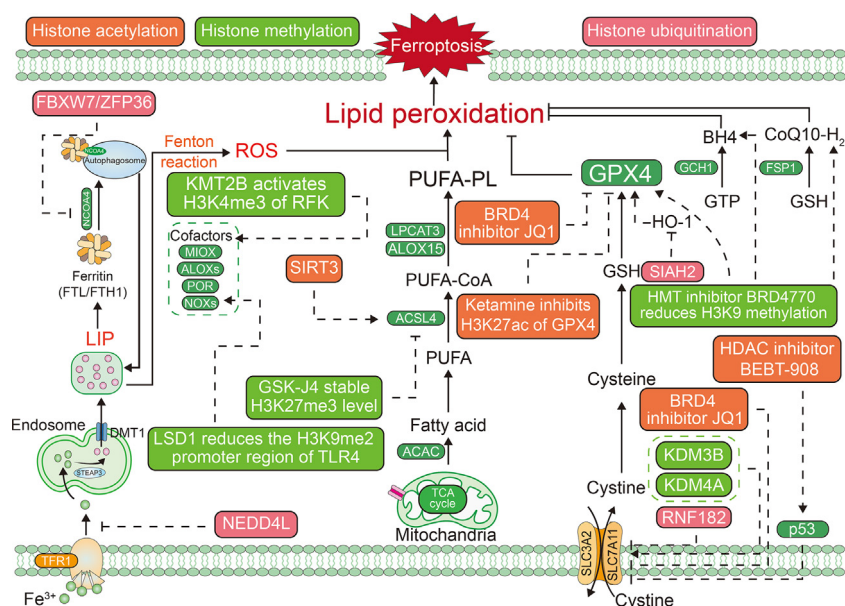 Histone acetylation
Histone methylation
Ferroptosis
Histone ubiquitination
FBXW7/ZFP36
Lipid peroxidation
NCOA4
Autophagosome
Fenton
reaction
ROS
BH4
CoQ10-H2
GCH1
FSP1
GTP
GSH
KMT2B activates
H3K4me3 of RFK
PUFA-PL
GPX4
NCOA4
Cofactors
MIOX
ALOXs
POR
NOXs
LPCAT3
ALOX15
BRD4
inhibitor JQ1
HO-1
Ferritin
(FTL/FTH1)
SIRT3
PUFA-CoA
GSH
SIAH2
ACSL4
Ketamine inhibits
H3K27ac of GPX4
HMT inhibitor BRD4770
reduces H3K9 methylation
LIP
PUFA
HDAC inhibitor
BEBT-908
GSK-J4 stable
H3K27me3 level
Cysteine
BRD4
inhibitor JQ1
Endosome
DMT1
Fatty acid
LSD1 reduces the H3K9me2
promoter region of TLR4
ACAC
KDM3B
KDM4A
STEAP3
TCA
cycle
Cystine
NEDD4L
Mitochondria
RNF182
p53
TFR1
SLC3A2
SLC7A11
Fe3+
Cystine